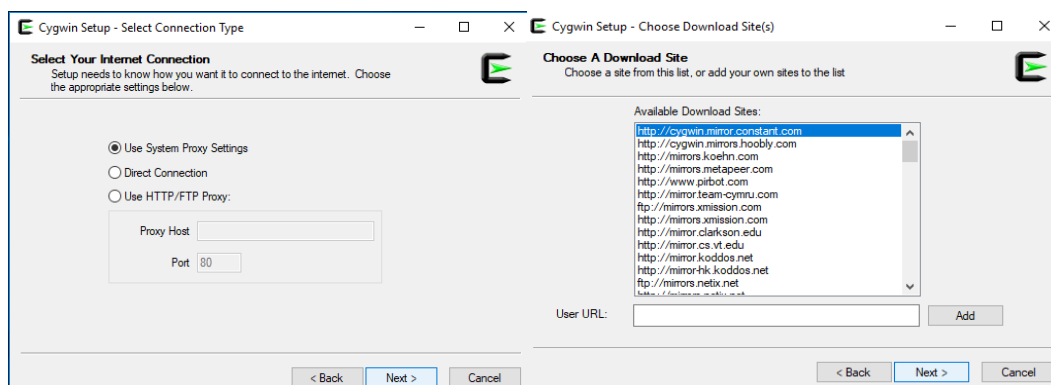 Cygwin Setup - Select Connection Type
Select Your Internet Connection
Setup needs to know how you want it to connect to the internet. Choose
the appropriate settings below.
Use System Proxy Settings
Direct Connection
Use HTTP/FTP Proxy:
Proxy Host
Port 80
< Back Next > Cancel
Cygwin Setup - Choose Download Site(s)
Choose A Download Site
Choose a site from this list, or add your own sites to the list
Available Download Sites:
http://cygwin.mirror.constant.com
http://cygwin.mirrors.hoobly.com
http://mirrors.koehn.com
http://mirrors.metapeer.com
http://www.pirbot.com
http://mirror.team-cymru.com
ftp://mirrors.xmission.com
http://mirrors.xmission.com
http://mirror.clarkson.edu
http://mirror.cs.vt.edu
http://mirror.koddos.net
http://mirror-hk.koddos.net
ftp://mirrors.netix.net
User URL: Add
< Back Next > Cancel